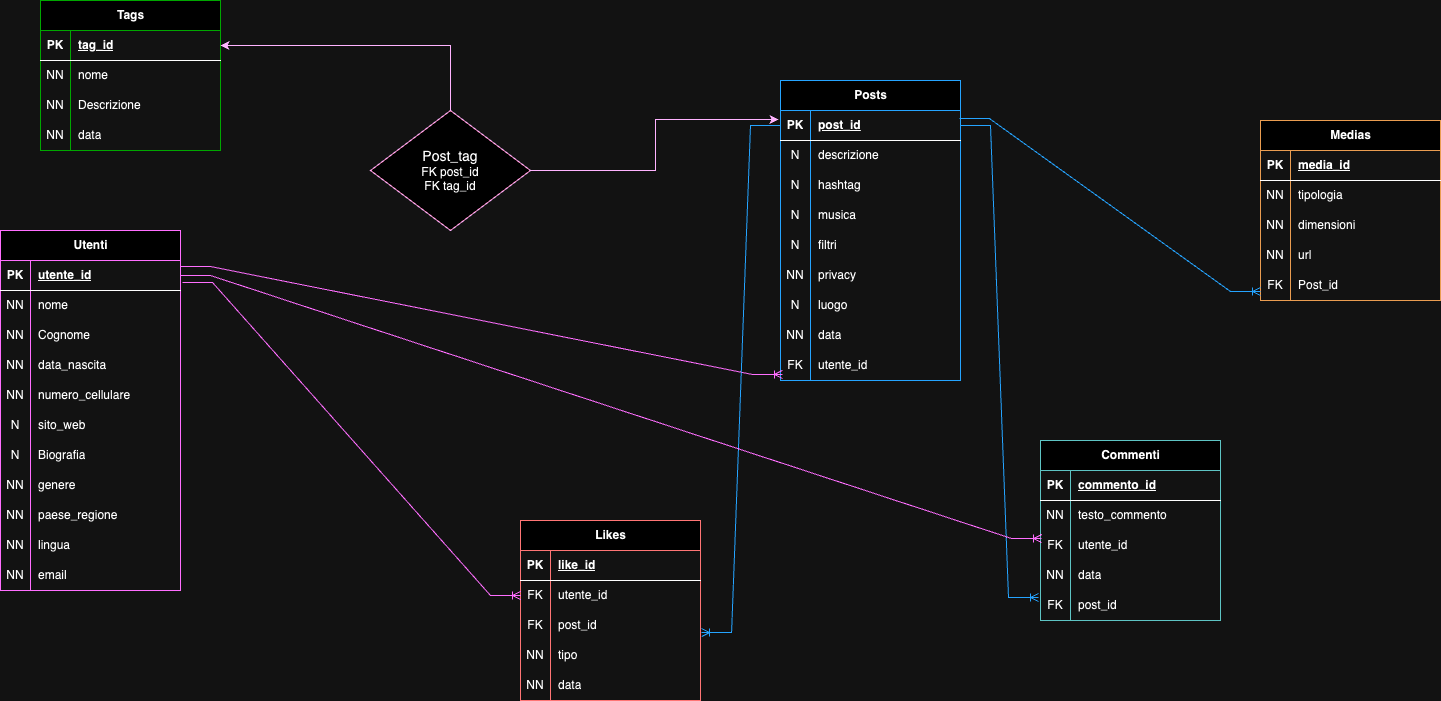 Tags
PK tag_id
NN nome
NN Descrizione
NN data
Post_tag
FK post_id
FK tag_id
Posts
PK post_id
N descrizione
N hashtag
N musica
N filtri
NN privacy
N luogo
NN data
FK utente_id
Medias
PK media_id
NN tipologia
NN dimensioni
NN url
FK Post_id
Utenti
PK utente_id
NN nome
NN Cognome
NN data_nascita
NN numero_cellulare
N sito_web
N Biografia
NN genere
NN paese_regione
NN lingua
NN email
Likes
PK like_id
FK utente_id
FK post_id
NN tipo
NN data
Commenti
PK commento_id
NN testo_commento
FK utente_id
NN data
FK post_id